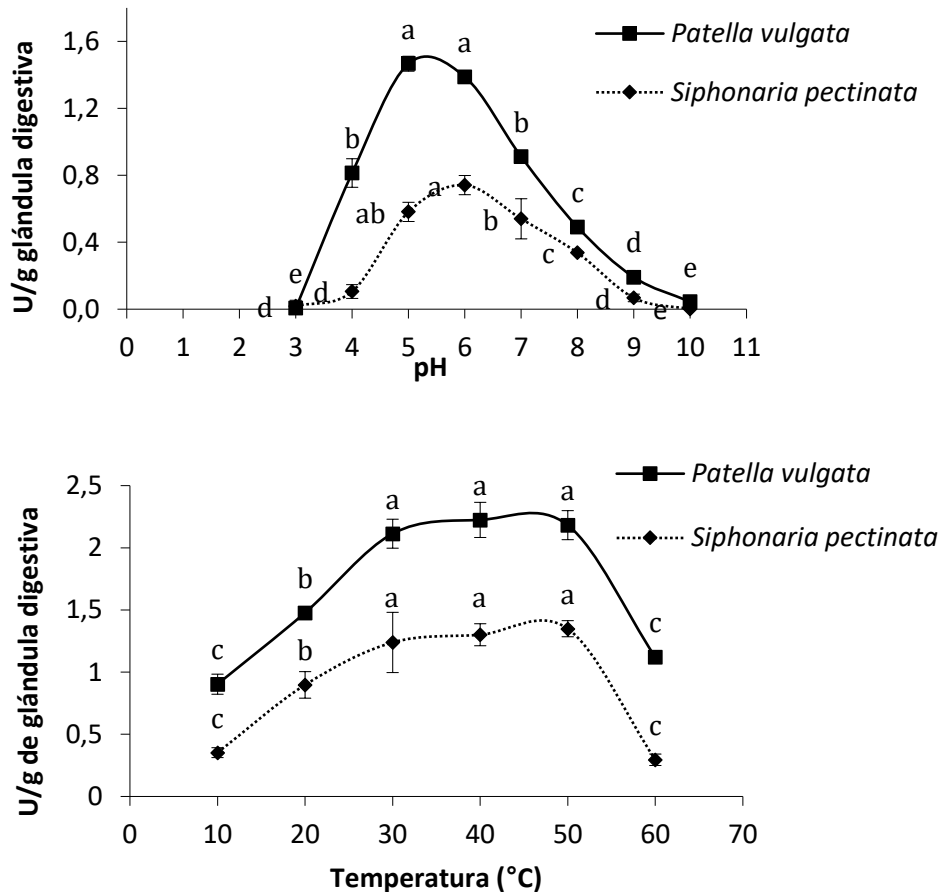 U/g glándula digestiva
1,6
1,2
0,8
0,4
0,0
a a
b
b
c
d
e
e
a
ab
b
c
d
d
d
e
0 1 2 3 4 5 6 7 8 9 10 11
pH
Patella vulgata
Siphonaria pectinata
U/g de glándula digestiva
2,5
2
1,5
1
0,5
0
a a a
b
c
c
a a a
b
c
c
0 10 20 30 40 50 60 70
Temperatura (°C)
Patella vulgata
Siphonaria pectinata